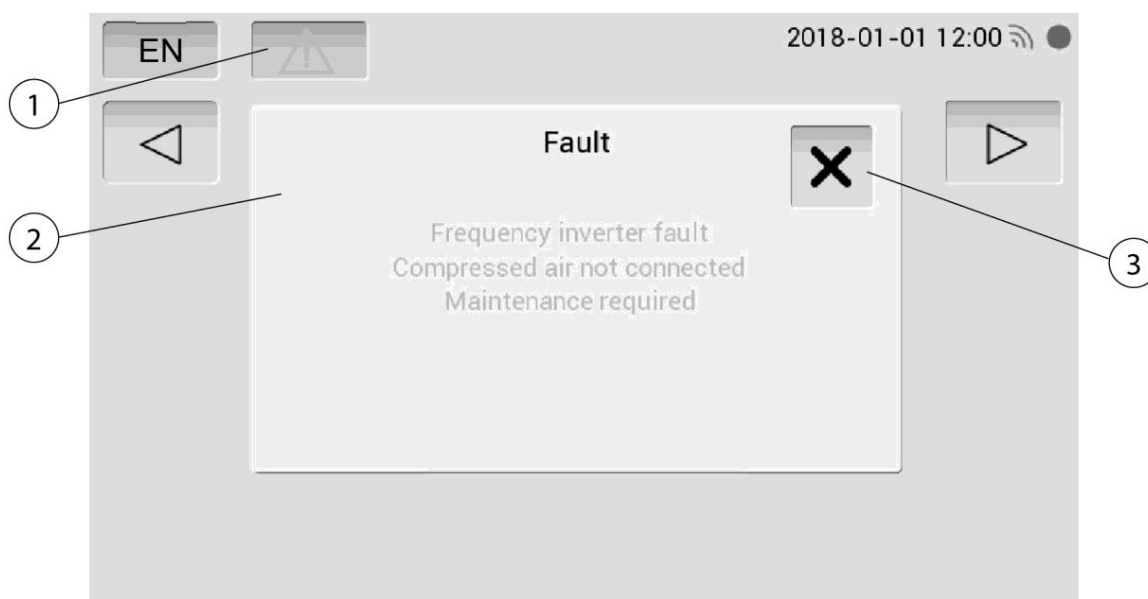 EN
2018-01-01 12:00
1
Fault
2
3
Frequency inverter fault
Compressed air not connected
Maintenance required